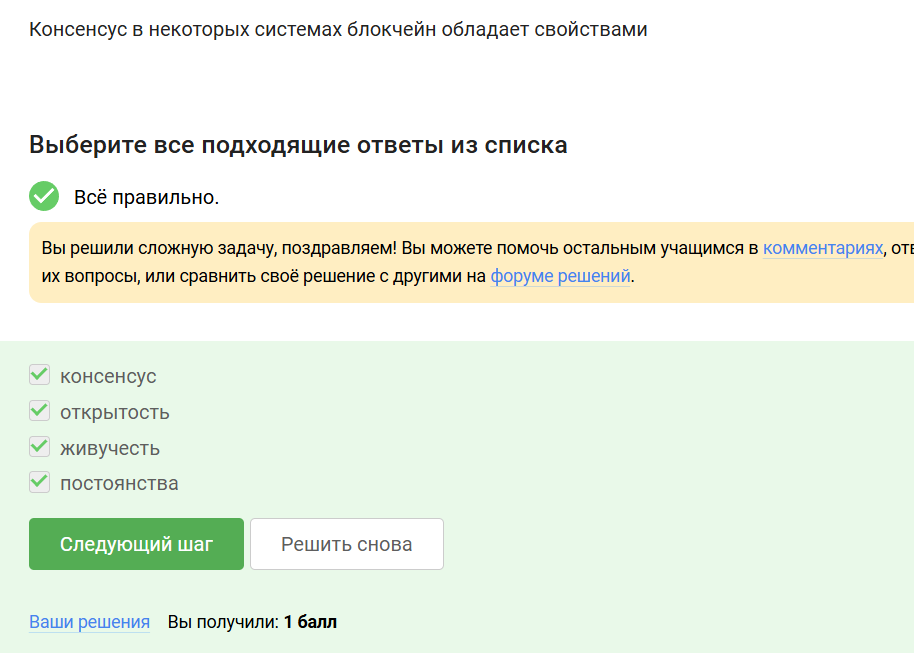 Консенсус в некоторых системах блокчейн обладает свойствами
Выберите все подходящие ответы из списка
Всё правильно.
Вы решили сложную задачу, поздравляем! Вы можете помочь остальным учащимся в комментариях, отв
их вопросы, или сравнить своё решение с другими на форуме решений.
консенсус
открытость
живучесть
постоянства
Следующий шаг
Решить снова
Ваши решения Вы получили: 1 балл